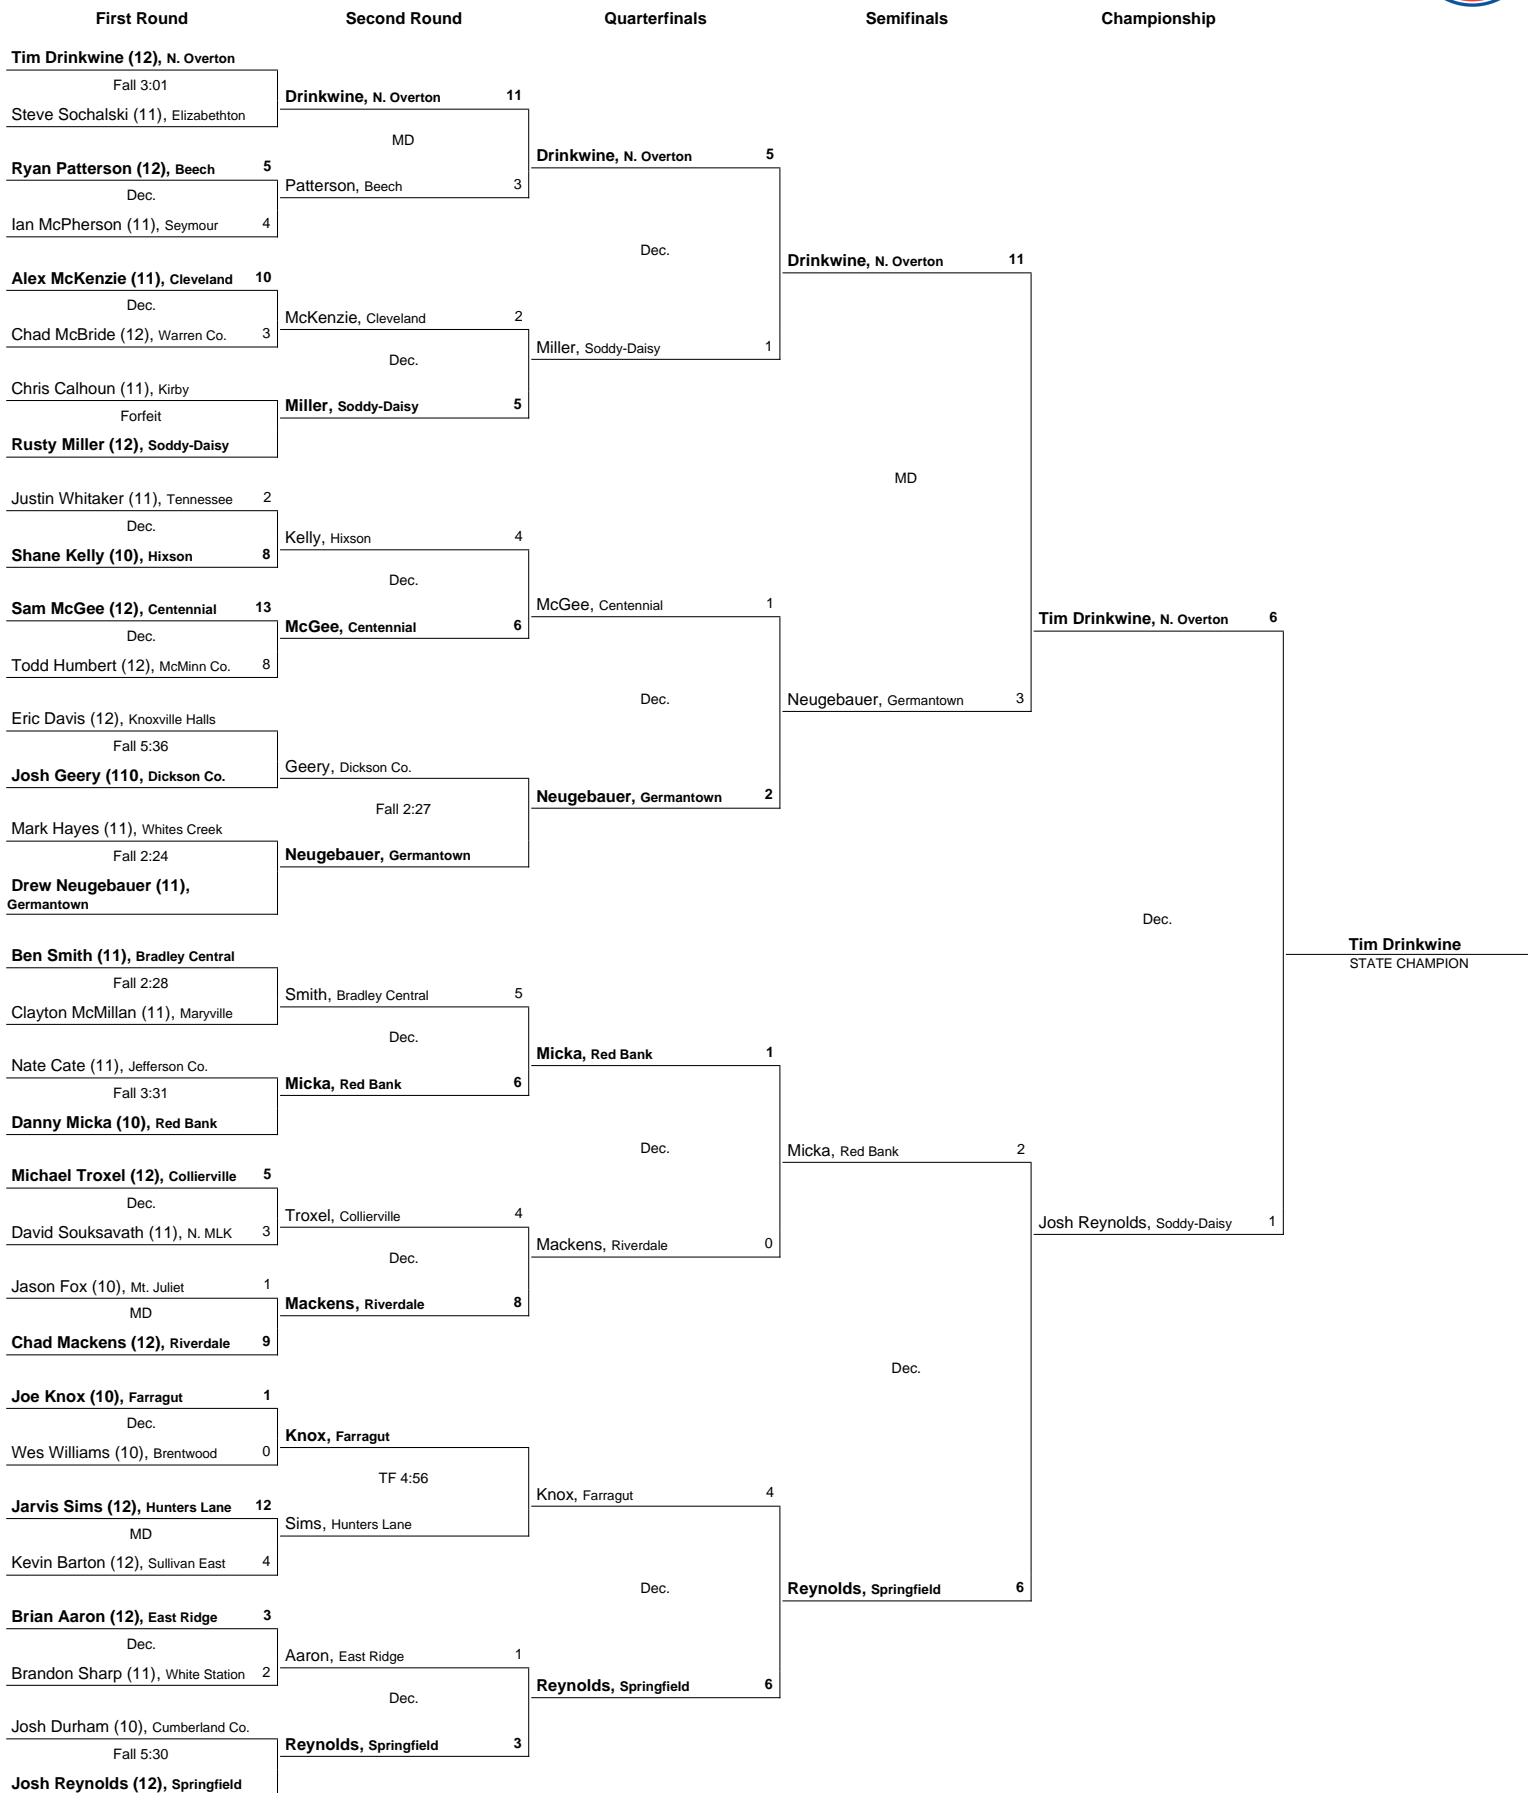 First Round
Second Round
Quarterfinals
Semifinals
Championship
Tim Drinkwine (12), N. Overton
Fall 3:01
Steve Sochalski (11), Elizabethton
Ryan Patterson (12), Beech 5
Dec.
Ian McPherson (11), Seymour 4
Alex McKenzie (11), Cleveland 10
Dec.
Chad McBride (12), Warren Co. 3
Chris Calhoun (11), Kirby
Forfeit
Rusty Miller (12), Soddy-Daisy
Justin Whitaker (11), Tennessee 2
Dec.
Shane Kelly (10), Hixson 8
Sam McGee (12), Centennial 13
Dec.
Todd Humbert (12), McMinn Co. 8
Eric Davis (12), Knoxville Halls
Fall 5:36
Josh Geery (110, Dickson Co.
Mark Hayes (11), Whites Creek
Fall 2:24
Drew Neugebauer (11),
Germantown
Ben Smith (11), Bradley Central
Fall 2:28
Clayton McMillan (11), Maryville
Nate Cate (11), Jefferson Co.
Fall 3:31
Danny Micka (10), Red Bank
Michael Troxel (12), Collierville 5
Dec.
David Souksavath (11), N. MLK 3
Jason Fox (10), Mt. Juliet 1
MD
Chad Mackens (12), Riverdale 9
Joe Knox (10), Farragut 1
Dec.
Wes Williams (10), Brentwood 0
Jarvis Sims (12), Hunters Lane 12
MD
Kevin Barton (12), Sullivan East 4
Brian Aaron (12), East Ridge 3
Dec.
Brandon Sharp (11), White Station 2
Josh Durham (10), Cumberland Co.
Fall 5:30
Josh Reynolds (12), Springfield
Drinkwine, N. Overton 11
MD
Patterson, Beech 3
McKenzie, Cleveland 2
Dec.
Miller, Soddy-Daisy 5
Kelly, Hixson 4
Dec.
McGee, Centennial 6
Geery, Dickson Co.
Fall 2:27
Neugebauer, Germantown
Smith, Bradley Central 5
Dec.
Micka, Red Bank 6
Troxel, Collierville 4
Dec.
Mackens, Riverdale 8
Knox, Farragut
TF 4:56
Sims, Hunters Lane
Aaron, East Ridge 1
Dec.
Reynolds, Springfield 3
Drinkwine, N. Overton 5
Dec.
Miller, Soddy-Daisy 1
McGee, Centennial 1
Dec.
Neugebauer, Germantown 2
Micka, Red Bank 1
Dec.
Mackens, Riverdale 0
Knox, Farragut 4
Dec.
Reynolds, Springfield 6
Drinkwine, N. Overton 11
MD
Neugebauer, Germantown 3
Micka, Red Bank 2
Dec.
Reynolds, Springfield 6
Tim Drinkwine, N. Overton 6
Dec.
Josh Reynolds, Soddy-Daisy 1
Tim Drinkwine
STATE CHAMPION